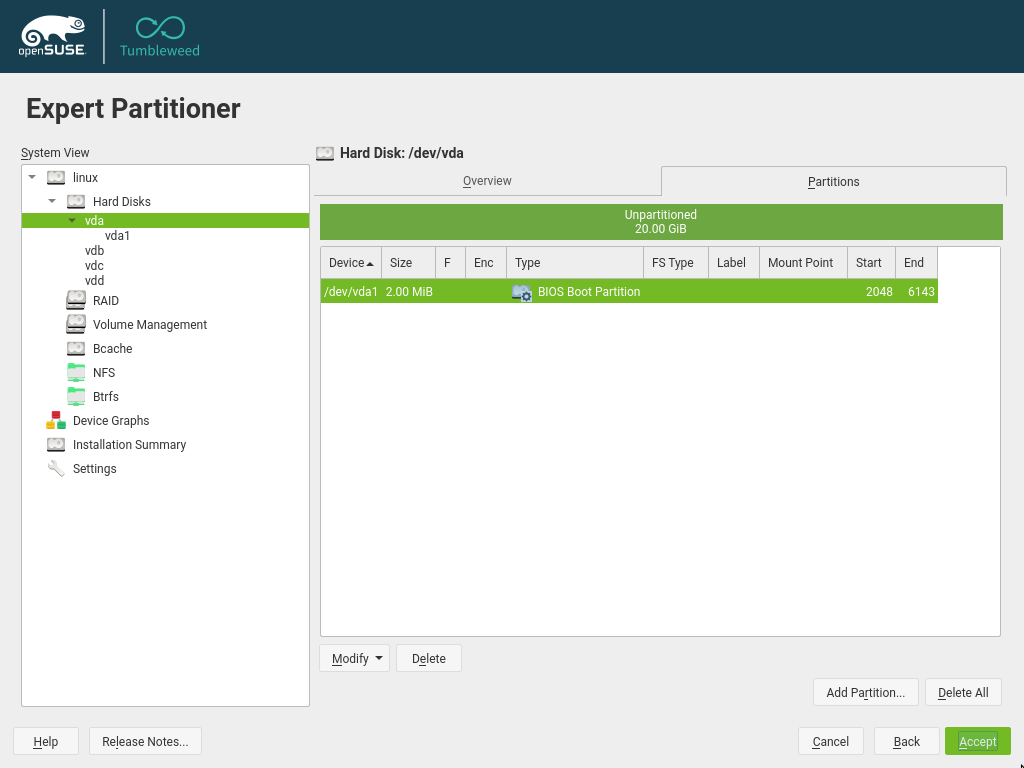 openSUSE. Tumbleweed
Expert Partitioner
System View
linux
Hard Disks
vda
vda1
vdb
vdc
vdd
RAID
Volume Management
Bcache
NFS
Btrfs
Device Graphs
Installation Summary
Settings
Hard Disk: /dev/vda
Overview Partitions
Unpartitioned
20.00 GiB
Device Size F Enc Type FS Type Label Mount Point Start End
/dev/vda1 2.00 MiB BIOS Boot Partition 2048 6143
Modify Delete
Add Partition... Delete All
Help Release Notes... Cancel Back Accept